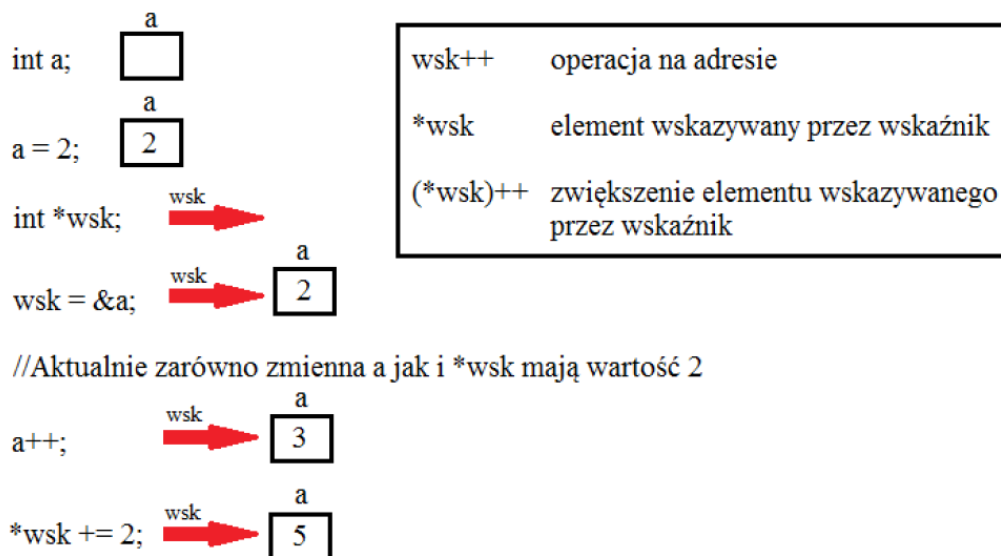 a
int a;
a
a = 2;
2
int *wsk;
wsk
a
wsk = &a;
wsk
2
wsk++ operacja na adresie
*wsk element wskazywany przez wskaźnik
(*wsk)++ zwiększenie elementu wskazywanego
przez wskaźnik
//Aktualnie zarówno zmienna a jak i *wsk mają wartość 2
a
a++;
wsk
3
a
*wsk += 2;
wsk
5